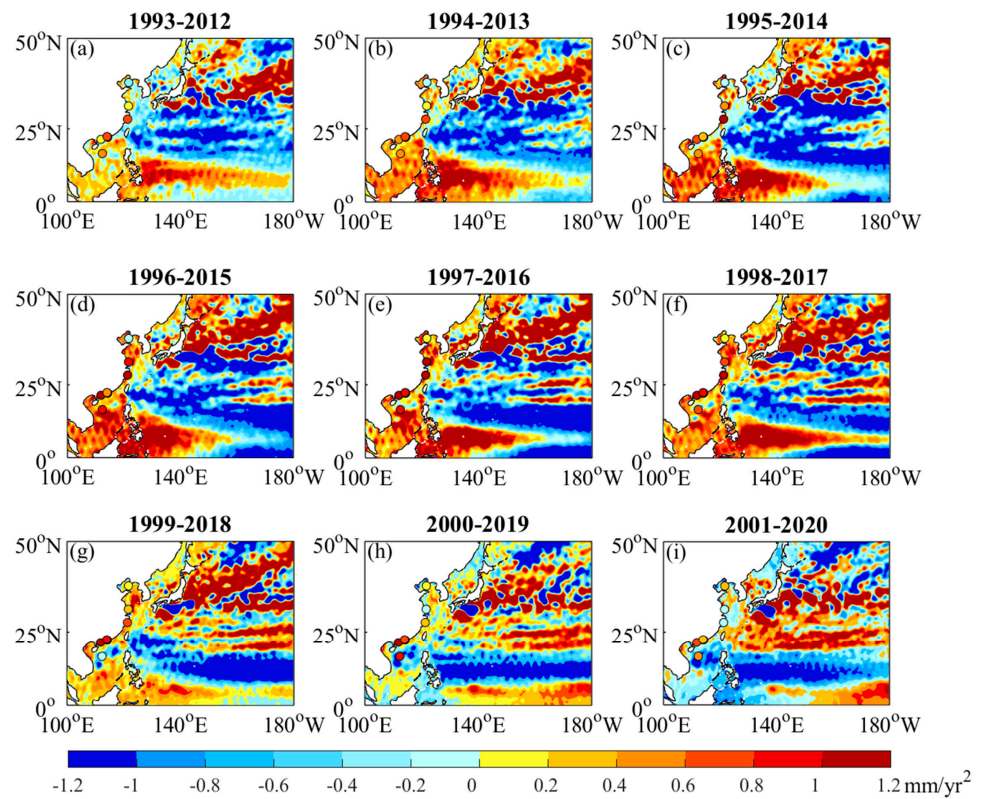 1993-2012 1994-2013 1995-2014
50°N (a) 50°N (b) 50°N (c)
25°N 25°N 25°N
0° 0° 0°
100°E 140°E 180°W 100°E 140°E 180°W 100°E 140°E 180°W
1996-2015 1997-2016 1998-2017
50°N (d) 50°N (e) 50°N (f)
25°N 25°N 25°N
0° 0° 0°
100°E 140°E 180°W 100°E 140°E 180°W 100°E 140°E 180°W
1999-2018 2000-2019 2001-2020
50°N (g) 50°N (h) 50°N (i)
25°N 25°N 25°N
0° 0° 0°
100°E 140°E 180°W 100°E 140°E 180°W 100°E 140°E 180°W
-1.2 -1 -0.8 -0.6 -0.4 -0.2 0 0.2 0.4 0.6 0.8 1 1.2 mm/yr²